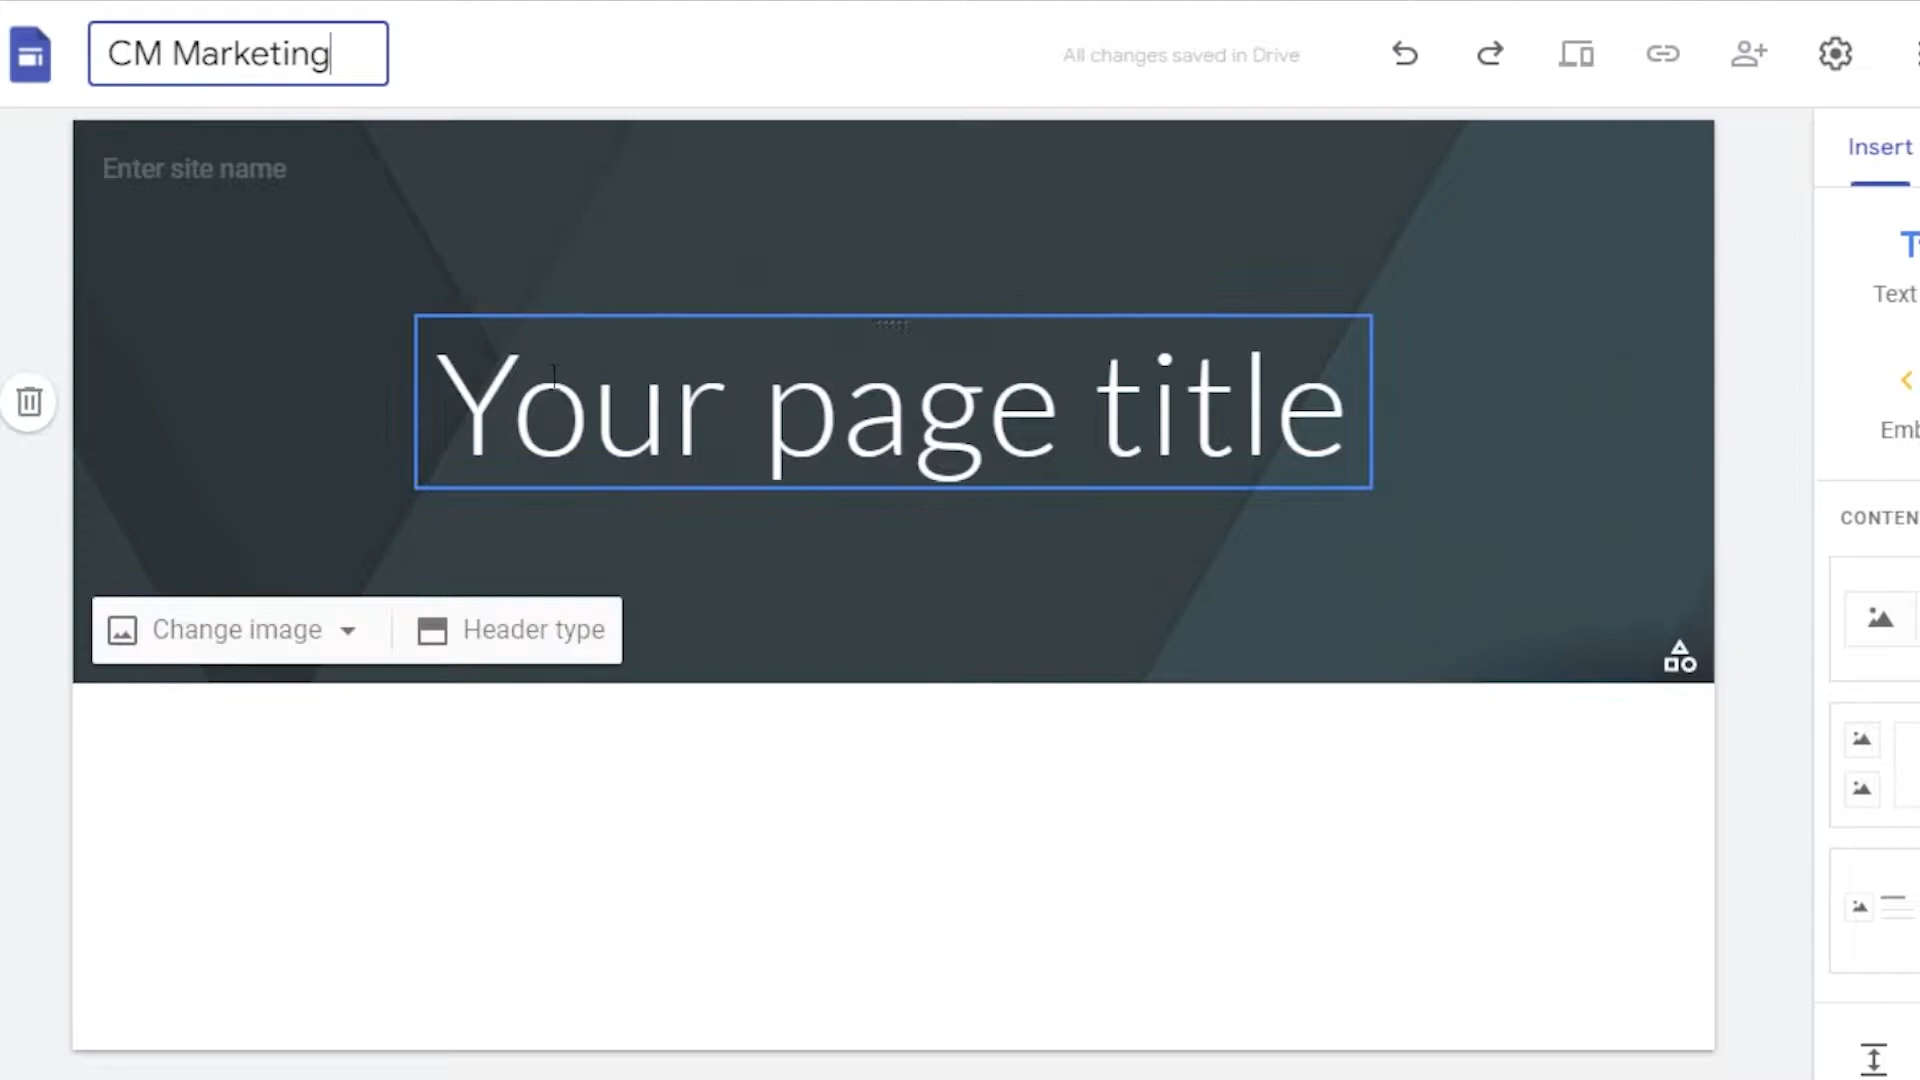 CM Marketing
All changes saved in Drive
Enter site name
Insert
Your page title
Text
Change image
Header type